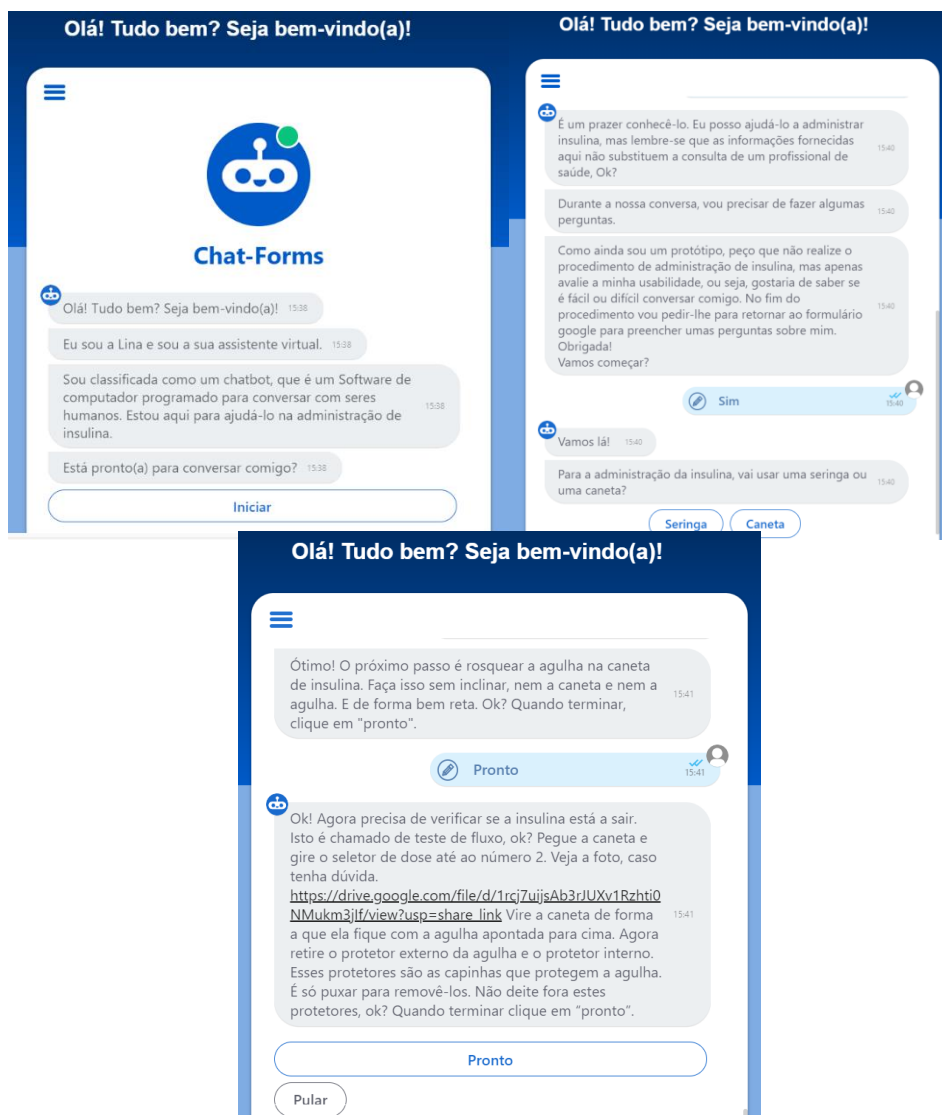 Olá! Tudo bem? Seja bem-vindo(a)!
Chat-Forms
Olá! Tudo bem? Seja bem-vindo(a)! 15:38
Eu sou a Lina e sou a sua assistente virtual. 15:38
Sou classificada como um chatbot, que é um Software de
computador programado para conversar com seres
humanos. Estou aqui para ajudá-lo na administração de
insulina.
15:38
Está pronto(a) para conversar comigo? 15:38
Iniciar
Olá! Tudo bem? Seja bem-vindo(a)!
É um prazer conhecê-lo. Eu posso ajudá-lo a administrar
insulina, mas lembre-se que as informações fornecidas
aqui não substituem a consulta de um profissional de
saúde, Ok?
15:40
Durante a nossa conversa, vou precisar de fazer algumas
perguntas.
15:40
Como ainda sou um protótipo, peço que não realize o
procedimento de administração de insulina, mas apenas
avalie a minha usabilidade, ou seja, gostaria de saber se
é fácil ou difícil conversar comigo. No fim do
procedimento vou pedir-lhe para retornar ao formulário
google para preencher umas perguntas sobre mim.
Obrigada!
Vamos começar?
15:40
Sim
15:40
Vamos lá! 15:40
Para a administração da insulina, vai usar uma seringa ou
uma caneta?
15:40
Seringa Caneta
Olá! Tudo bem? Seja bem-vindo(a)!
Ótimo! O próximo passo é rosquear a agulha na caneta
de insulina. Faça isso sem inclinar, nem a caneta e nem a
agulha. E de forma bem reta. Ok? Quando terminar,
clique em "pronto".
15:41
Pronto
15:41
Ok! Agora precisa de verificar se a insulina está a sair.
Isto é chamado de teste de fluxo, ok? Pegue a caneta e
gire o seletor de dose até ao número 2. Veja a foto, caso
tenha dúvida.
https://drive.google.com/file/d/1rcj7uijsAb3rJUXv1Rzhti0
NMukm3jIf/view?usp=share_link Vire a caneta de forma
a que ela fique com a agulha apontada para cima. Agora
retire o protetor externo da agulha e o protetor interno.
Esses protetores são as capinhas que protegem a agulha.
É só puxar para removê-los. Não deite fora estes
protetores, ok? Quando terminar clique em “pronto”.
15:41
Pronto
Pular